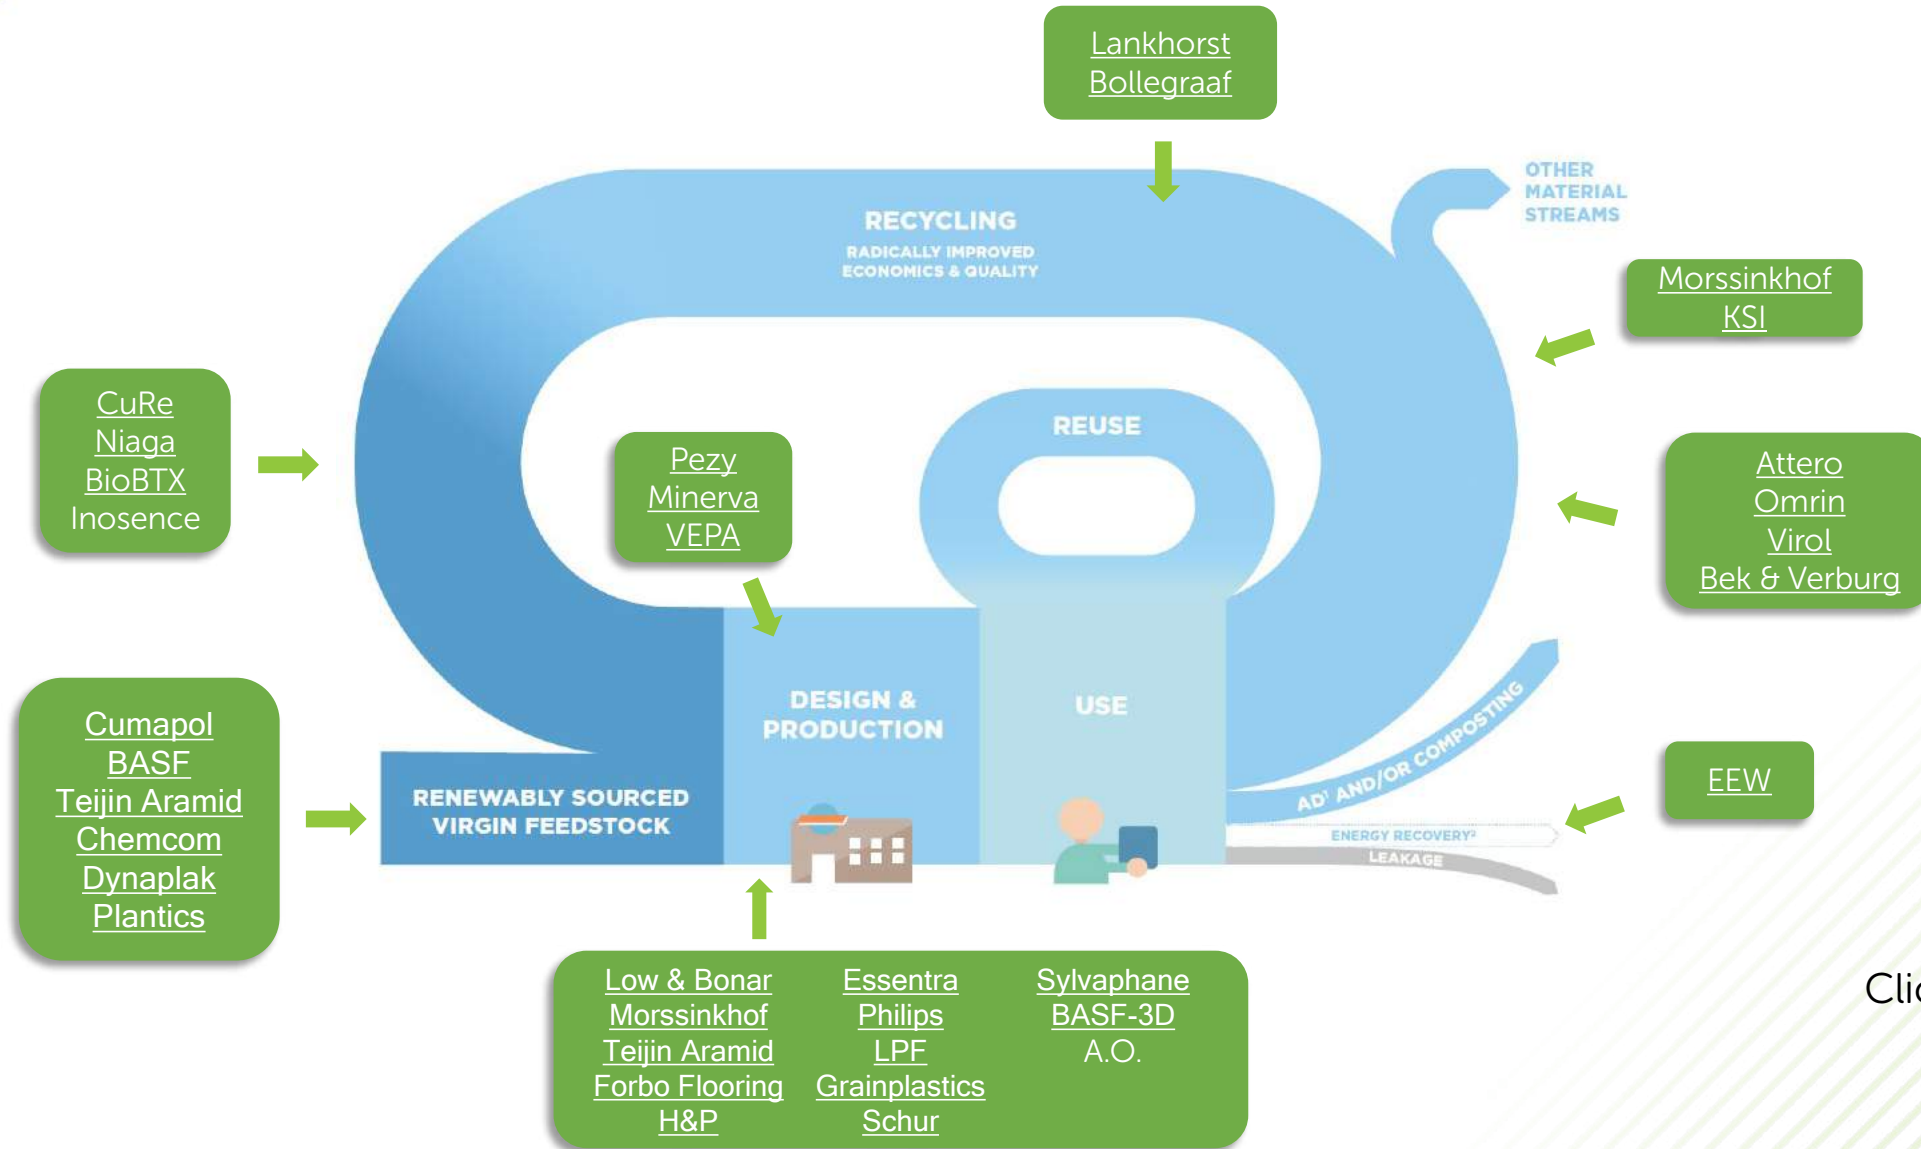 Lankhorst
Bollegraaf
OTHER
MATERIAL
STREAMS
RECYCLING
RADICALLY IMPROVED
ECONOMICS & QUALITY
Morssinkhof
KSI
CuRe
Niaga
BioBTX
Inosence
REUSE
Pezy
Minerva
VEPA
Attero
Omrin
Virol
Bek & Verburg
DESIGN &
PRODUCTION
USE
Cumapol
BASF
Teijin Aramid
Chemcom
Dynaplak
Plantics
RENEWABLY SOURCED
VIRGIN FEEDSTOCK
AD¹ AND/OR COMPOSTING
ENERGY RECOVERY²
LEAKAGE
EEW
Low & Bonar
Morssinkhof
Teijin Aramid
Forbo Flooring
H&P
Essentra
Philips
LPF
Grainplastics
Schur
Sylvaphane
BASF-3D
A.O.